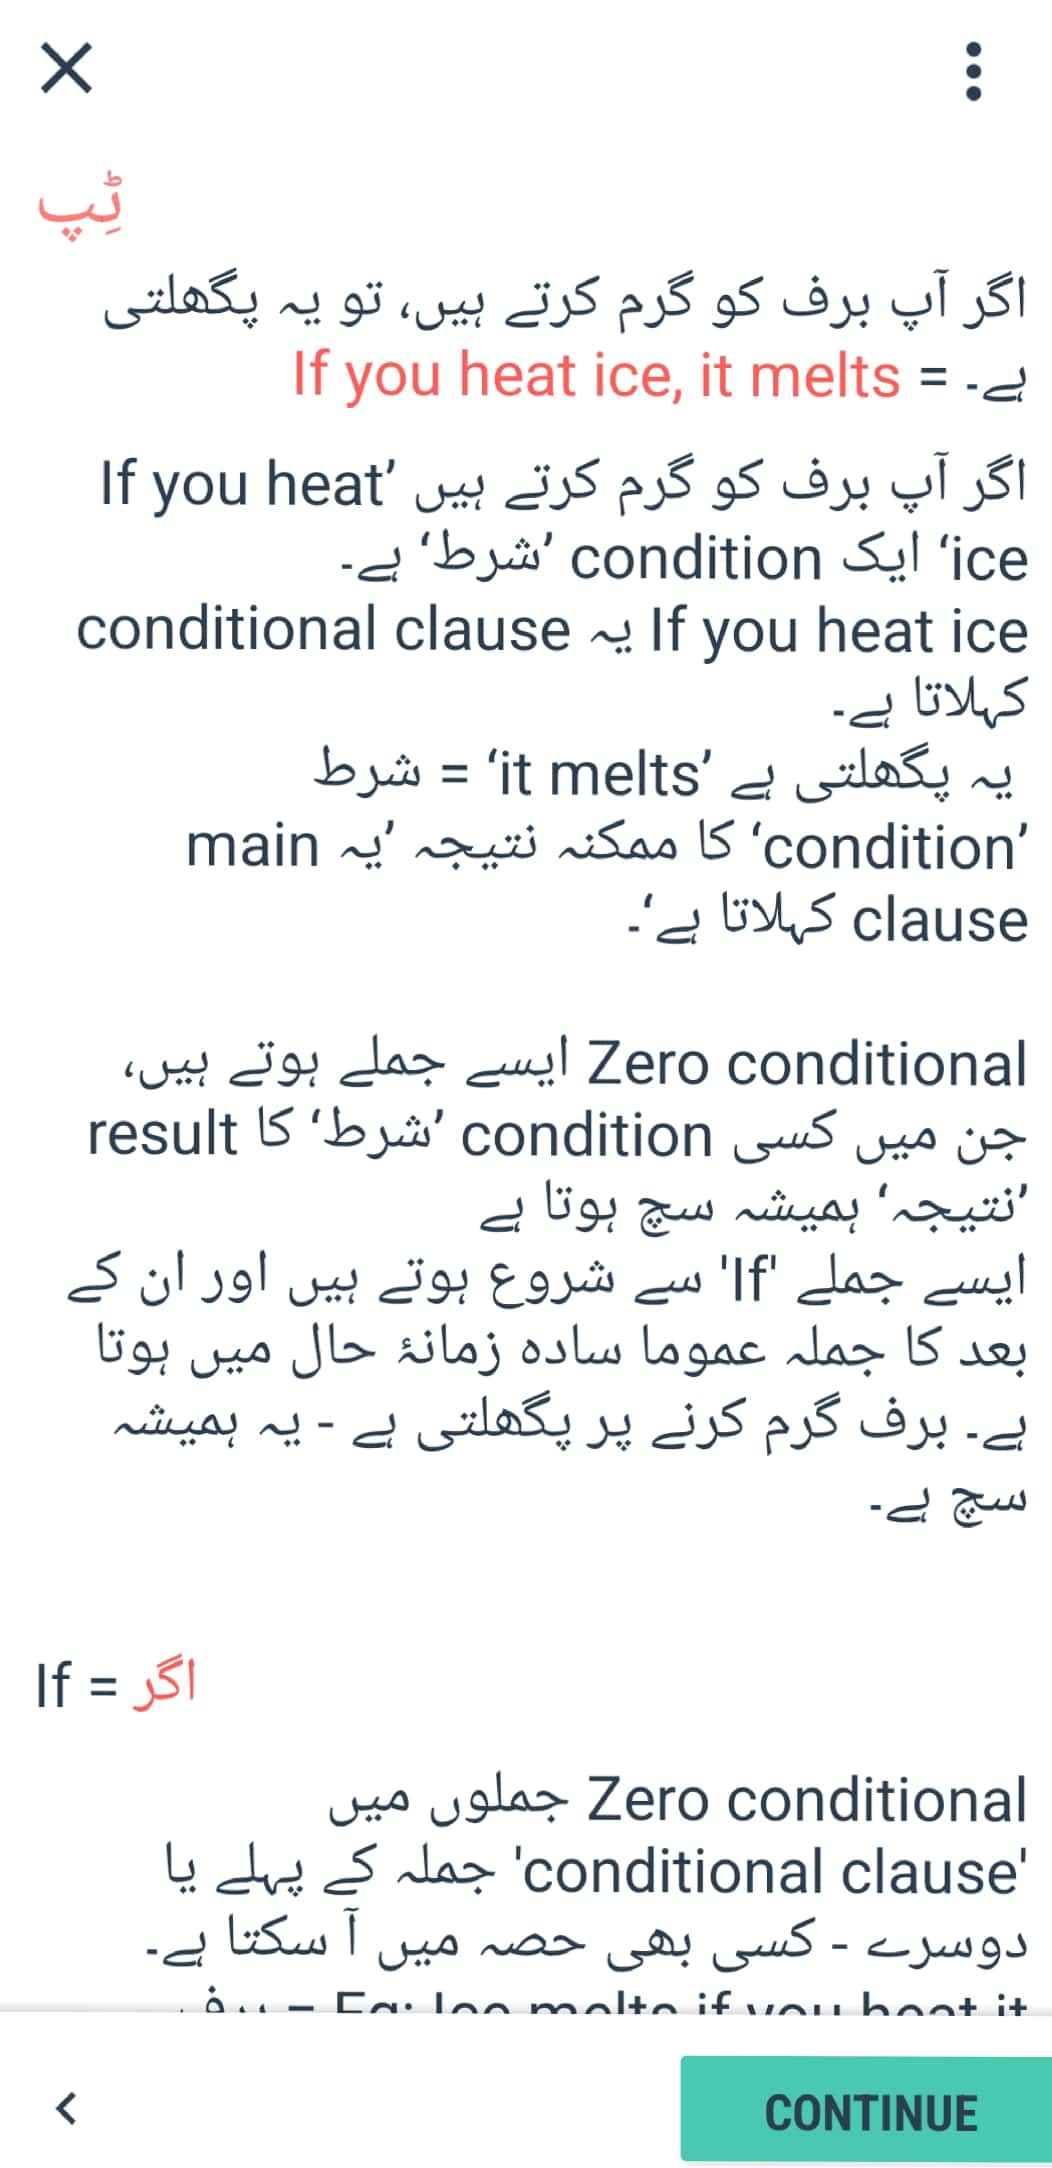 ٹِپ
اگر آپ برف کو گرم کرتے ہیں، تو یہ پگھلتی
ہے۔ = If you heat ice, it melts
اگر آپ برف کو گرم کرتے ہیں ’If you heat
ice‘ ایک condition ’شرط‘ ہے۔
If you heat ice یہ conditional clause
کہلاتا ہے۔
یہ پگھلتی ہے ’it melts‘ = شرط
’condition‘ کا ممکنہ نتیجہ ’یہ main
clause کہلاتا ہے‘۔
Zero conditional ایسے جملے ہوتے ہیں،
جن میں کسی condition ’شرط‘ کا result
’نتیجہ‘ ہمیشہ سچ ہوتا ہے
ایسے جملے 'If' سے شروع ہوتے ہیں اور ان کے
بعد کا جملہ عموما سادہ زمانۂ حال میں ہوتا
ہے۔ برف گرم کرنے پر پگھلتی ہے - یہ ہمیشہ
سچ ہے۔
If = اگر
Zero conditional جملوں میں
'conditional clause' جملہ کے پہلے یا
دوسرے - کسی بھی حصہ میں آ سکتا ہے۔
Eg: Ice melts if you heat it = برف
CONTINUE